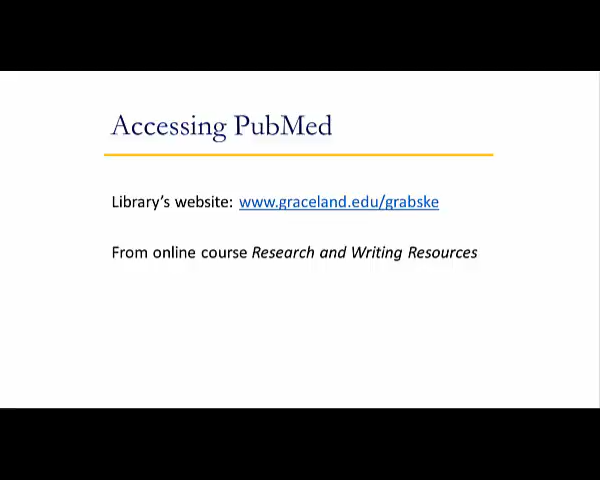 Accessing PubMed
Library's website: www.graceland.edu/grabske
From online course Research and Writing Resources